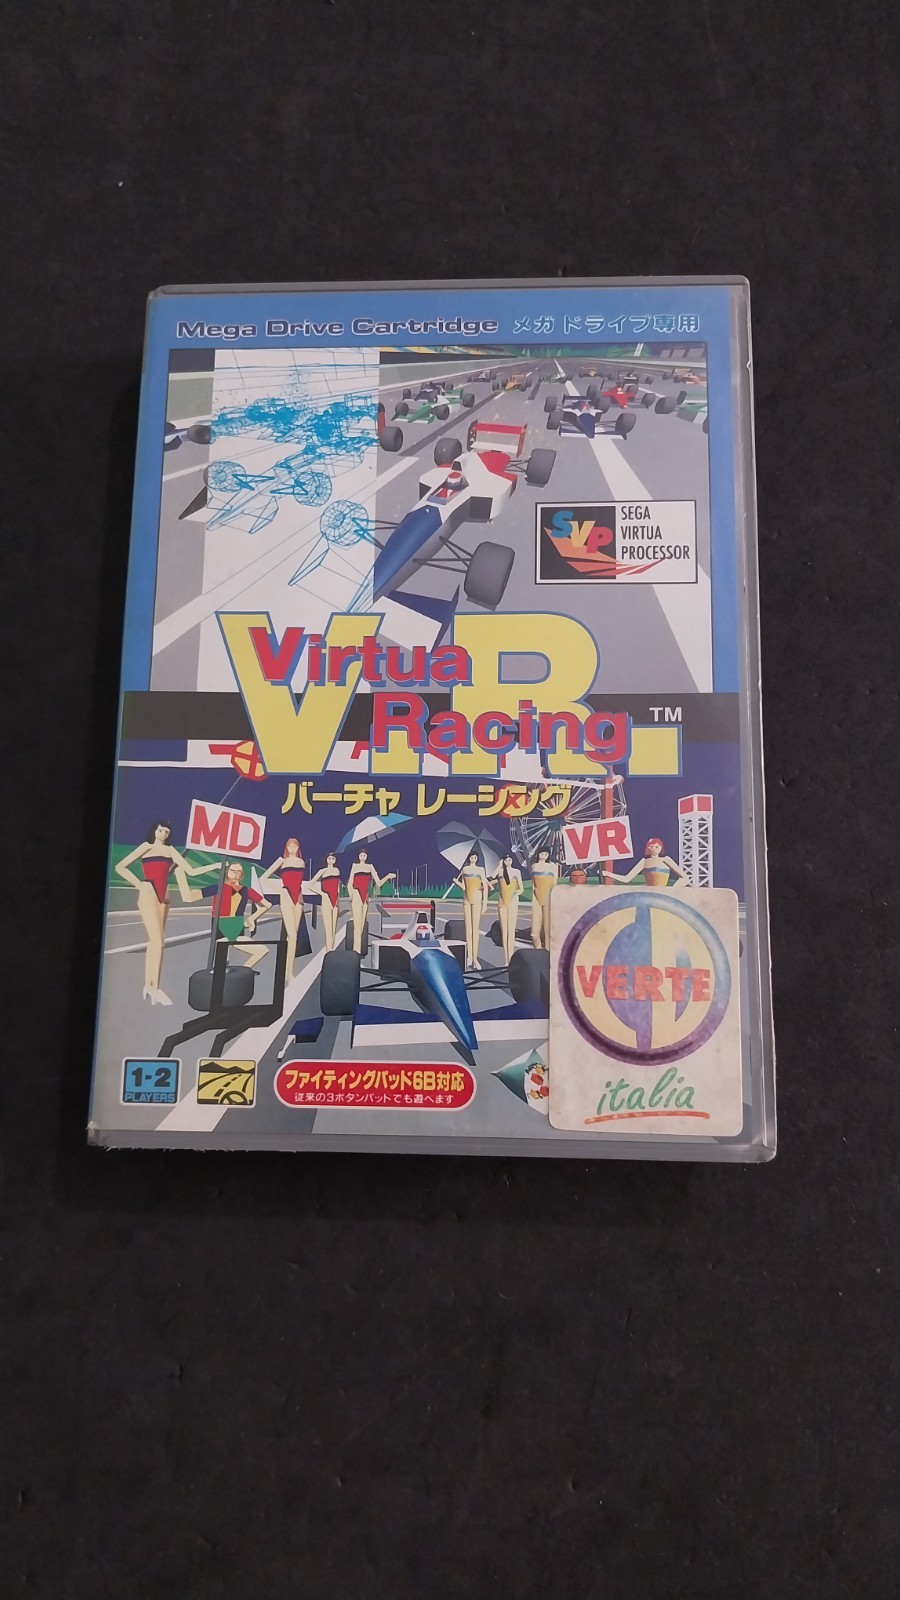 Mega Drive Cartridge メガドライブ専用
SVP
SEGA
VIRTUA
PROCESSOR
V.R.
Virtua
Racing
TM
バーチャ レーシング
MD
VR
VERTE
italia
1-2
PLAYERS
ファイティングパッド6B対応
従来の3ボタンパットでも遊べます